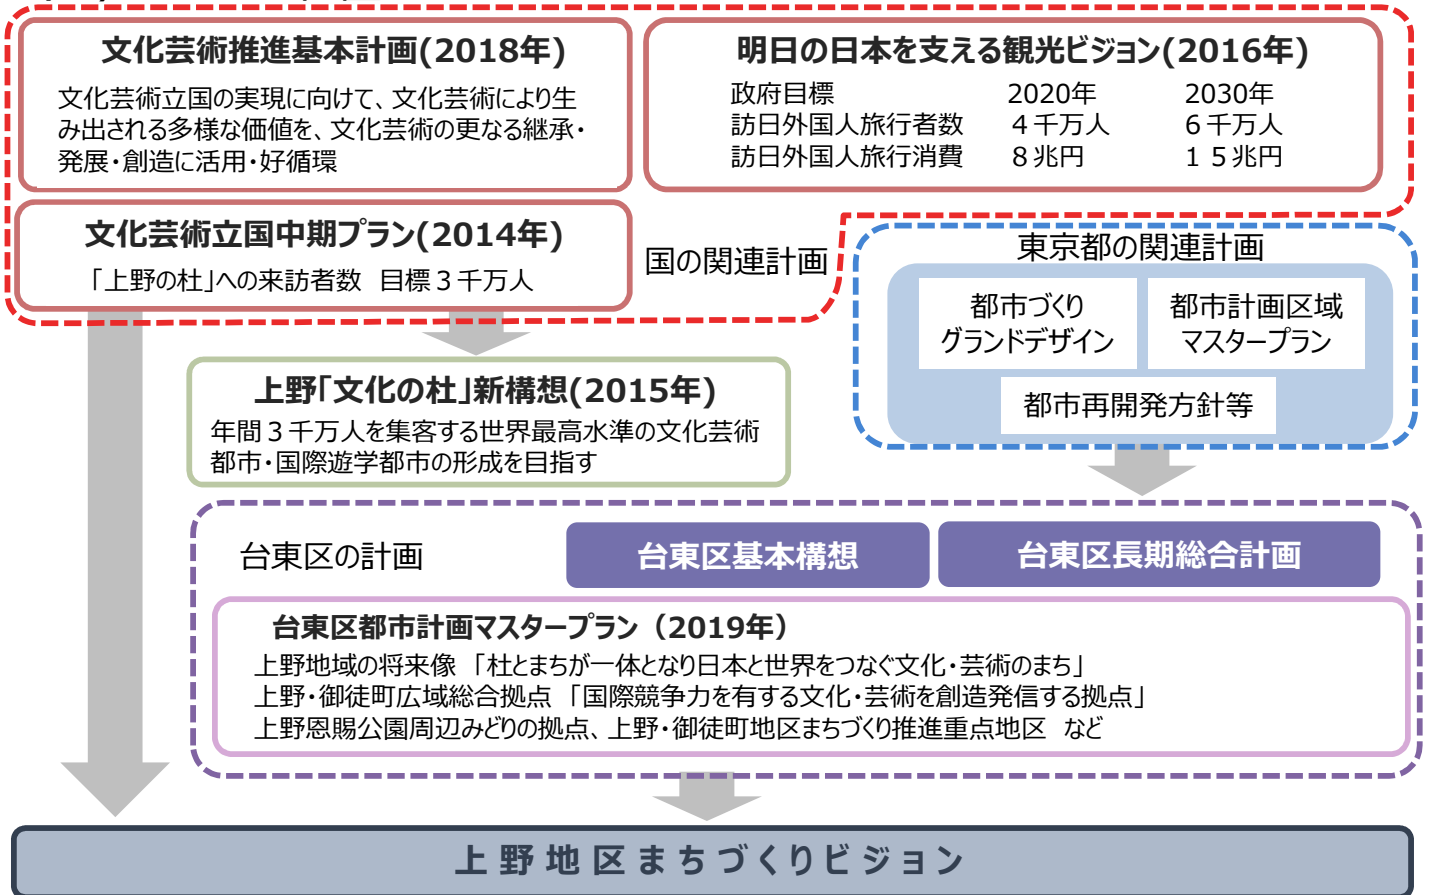 文化芸術推進基本計画(2018年)
文化芸術立国の実現に向けて、文化芸術により生
み出される多様な価値を、文化芸術の更なる継承・
発展・創造に活用・好循環
明日の日本を支える観光ビジョン(2016年)
政府目標 2020年 2030年
訪日外国人旅行者数 4千万人 6千万人
訪日外国人旅行消費 8兆円 15兆円
文化芸術立国中期プラン(2014年)
「上野の杜」への来訪者数 目標3千万人
国の関連計画
東京都の関連計画
都市づくり
グランドデザイン
都市計画区域
マスタープラン
都市再開発方針等
上野「文化の杜」新構想(2015年)
年間3千万人を集客する世界最高水準の文化芸術
都市・国際遊学都市の形成を目指す
台東区の計画
台東区基本構想
台東区長期総合計画
台東区都市計画マスタープラン(2019年)
上野地域の将来像 「杜とまちが一体となり日本と世界をつなぐ文化・芸術のまち」
上野・御徒町広域総合拠点 「国際競争力を有する文化・芸術を創造発信する拠点」
上野恩賜公園周辺みどりの拠点、上野・御徒町地区まちづくり推進重点地区 など
上野地区まちづくりビジョン